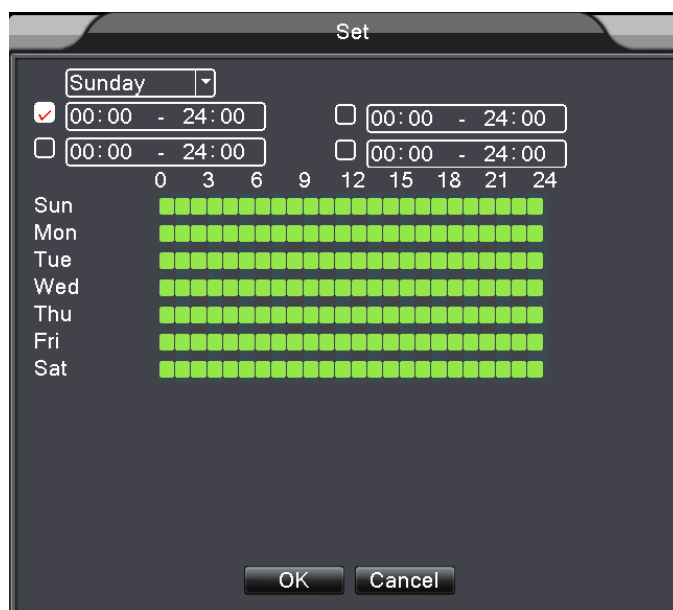 Set
Sunday
00:00 - 24:00 00:00 - 24:00
00:00 - 24:00 00:00 - 24:00
0 3 6 9 12 15 18 21 24
Sun
Mon
Tue
Wed
Thu
Fri
Sat
OK Cancel